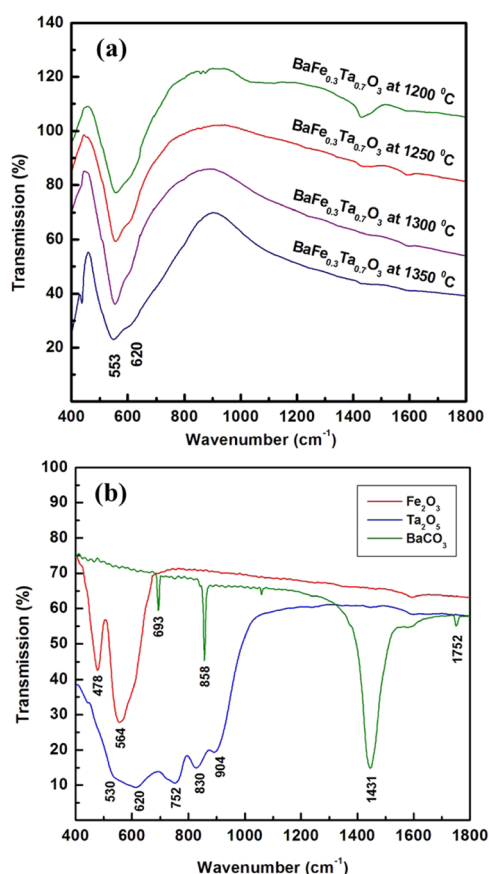 (a)
140
120
100
80
60
40
20
Transmission (%)
BaFe0.3Ta0.7O3 at 1200 ⁰C
BaFe0.3Ta0.7O3 at 1250 ⁰C
BaFe0.3Ta0.7O3 at 1300 ⁰C
BaFe0.3Ta0.7O3 at 1350 ⁰C
553
620
400 600 800 1000 1200 1400 1600 1800
Wavenumber (cm⁻¹)
(b)
100
90
80
70
60
50
40
30
20
10
Transmission (%)
Fe₂O₃
Ta₂O₅
BaCO₃
478
564
530
620
693
752
830
858
904
1431
1752
400 600 800 1000 1200 1400 1600 1800
Wavenumber (cm⁻¹)